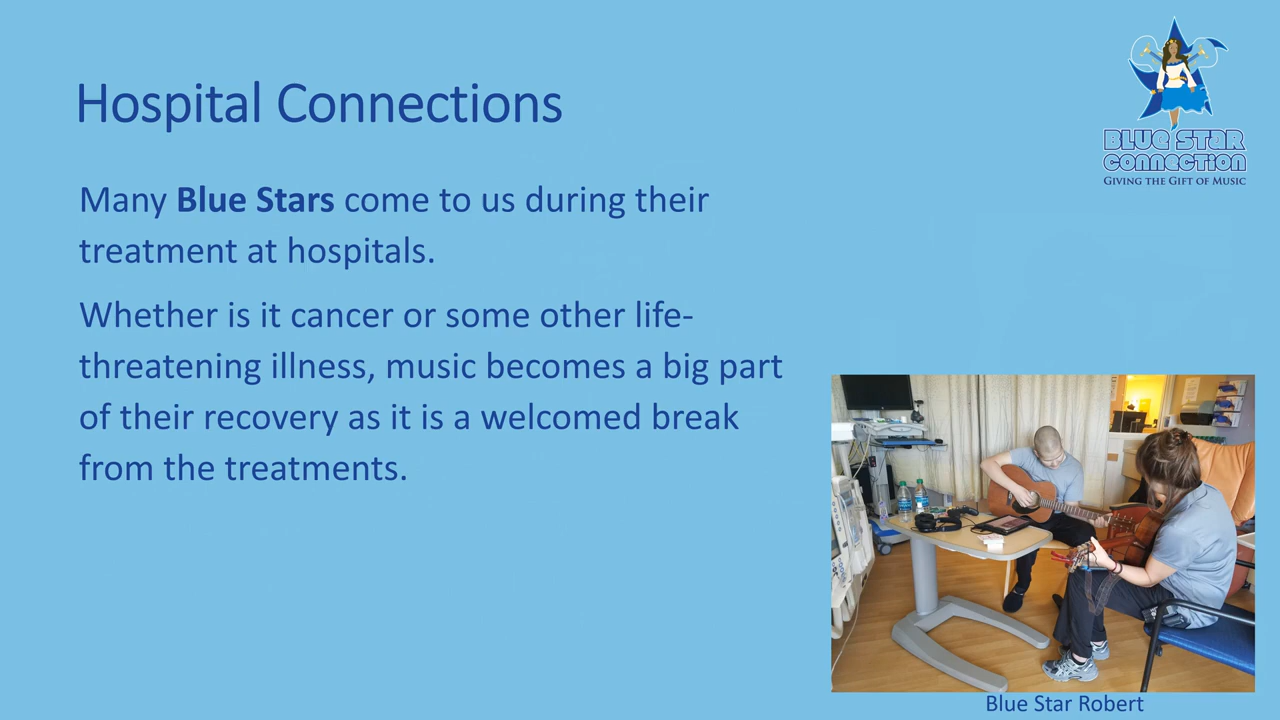 Hospital Connections
BLUE STAR
CONNECTION
GIVING THE GIFT OF MUSIC
Many Blue Stars come to us during their
treatment at hospitals.
Whether is it cancer or some other life-
threatening illness, music becomes a big part
of their recovery as it is a welcomed break
from the treatments.
Blue Star Robert